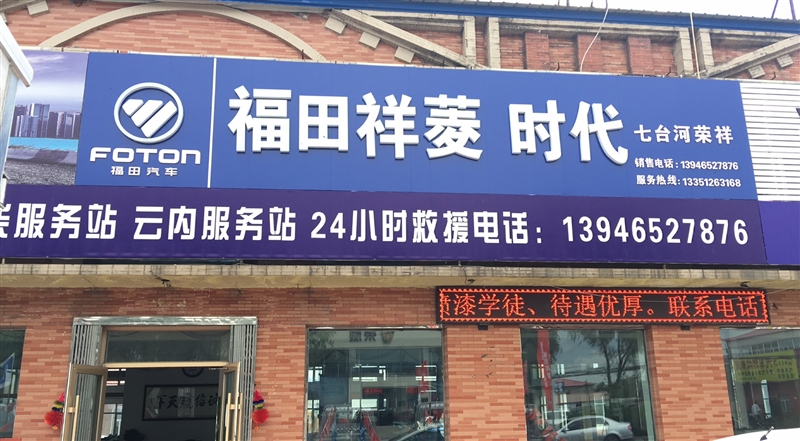 FOTON
福田汽车
福田祥菱 时代
七台河荣祥
销售电话: 13946527876
服务热线: 13351263168
服务站 云内服务站 24小时救援电话: 13946527876
漆学徒、待遇优厚。联系电话